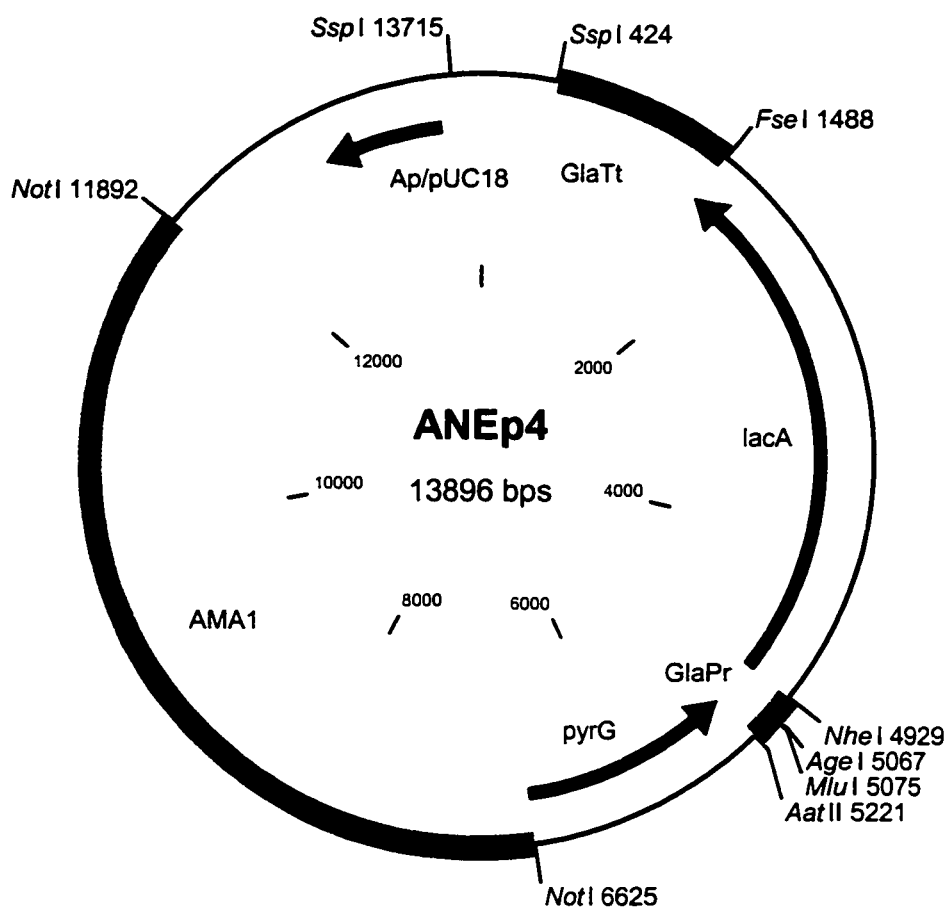 SspI 13715
SspI 424
FseI 1488
Ap/pUC18
GlaTt
NotI 11892
12000
2000
ANEp4
lacA
13896 bps
10000
4000
8000
6000
AMA1
GlaPr
pyrG
NheI 4929
AgeI 5067
MluI 5075
AatII 5221
NotI 6625